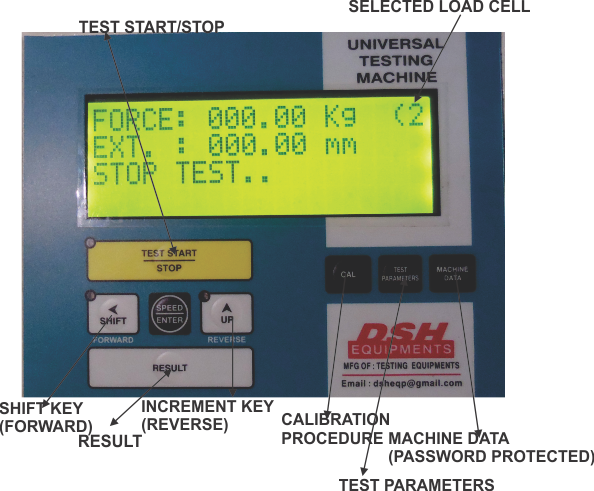 SELECTED LOAD CELL
TEST START/STOP
UNIVERSAL
TESTING
MACHINE
FORCE: 000.00 Kg (2
EXT. : 000.00 mm
STOP TEST..
TEST START
STOP
SHIFT
FORWARD
SPEED
ENTER
UP
REVERSE
RESULT
CAL
TEST
PARAMETERS
MACHINE
DATA
DSH
EQUIPMENTS
MFG OF : TESTING EQUIPMENTS
Email : dsheqp@gmail.com
SHIFT KEY
(FORWARD)
RESULT
INCREMENT KEY
(REVERSE)
CALIBRATION
PROCEDURE
MACHINE DATA
(PASSWORD PROTECTED)
TEST PARAMETERS